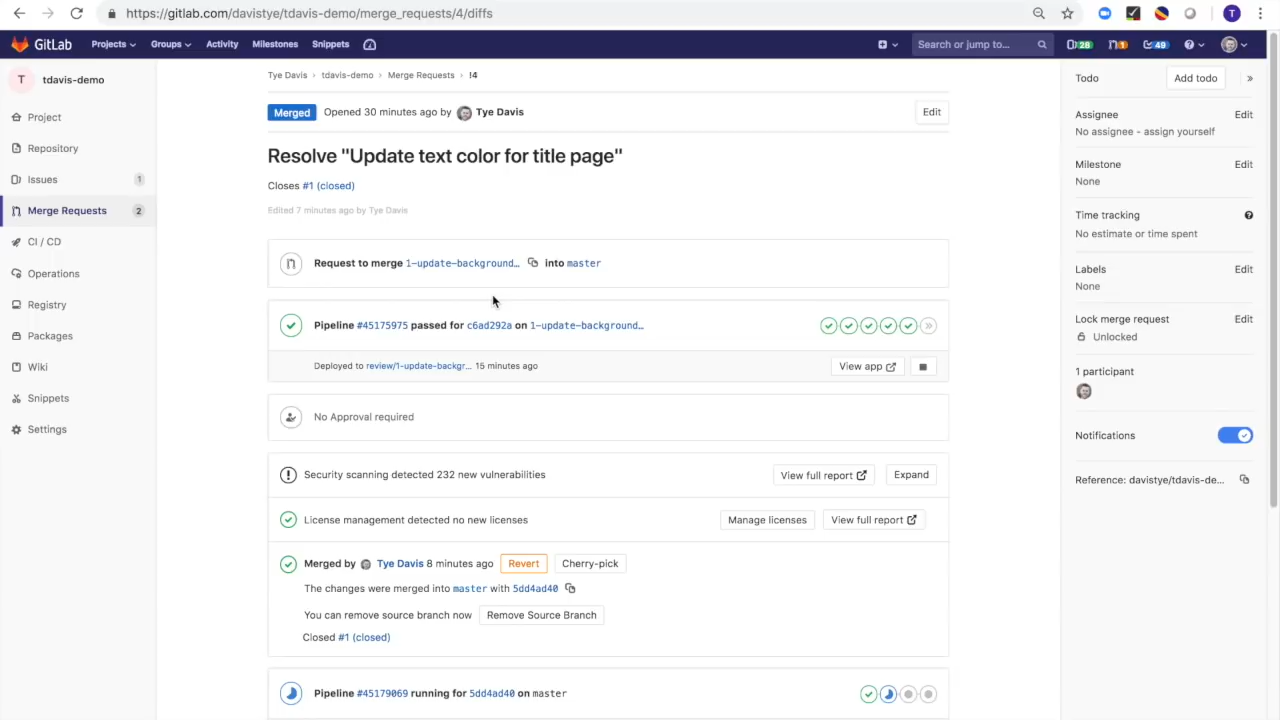 https://gitlab.com/davistye/tdavis-demo/merge_requests/4/diffs
T
GitLab
Projects
Groups
Activity
Milestones
Snippets
Search or jump to...
28
1
49
T
tdavis-demo
Project
Repository
Issues
1
Merge Requests
2
CI / CD
Operations
Registry
Packages
Wiki
Snippets
Settings
Tye Davis › tdavis-demo › Merge Requests › !4
Merged Opened 30 minutes ago by Tye Davis
Edit
Resolve "Update text color for title page"
Closes #1 (closed)
Edited 7 minutes ago by Tye Davis
Request to merge 1-update-background… into master
Pipeline #45175975 passed for c6ad292a on 1-update-background…
Deployed to review/1-update-backgr... 15 minutes ago
View app
No Approval required
Security scanning detected 232 new vulnerabilities
View full report
Expand
License management detected no new licenses
Manage licenses
View full report
Merged by Tye Davis 8 minutes ago
Revert
Cherry-pick
The changes were merged into master with 5dd4ad40
You can remove source branch now
Remove Source Branch
Closed #1 (closed)
Pipeline #45179069 running for 5dd4ad40 on master
Todo
Add todo
»
Assignee
Edit
No assignee - assign yourself
Milestone
Edit
None
Time tracking
No estimate or time spent
Labels
Edit
None
Lock merge request
Edit
Unlocked
1 participant
Notifications
Reference: davistye/tdavis-de...